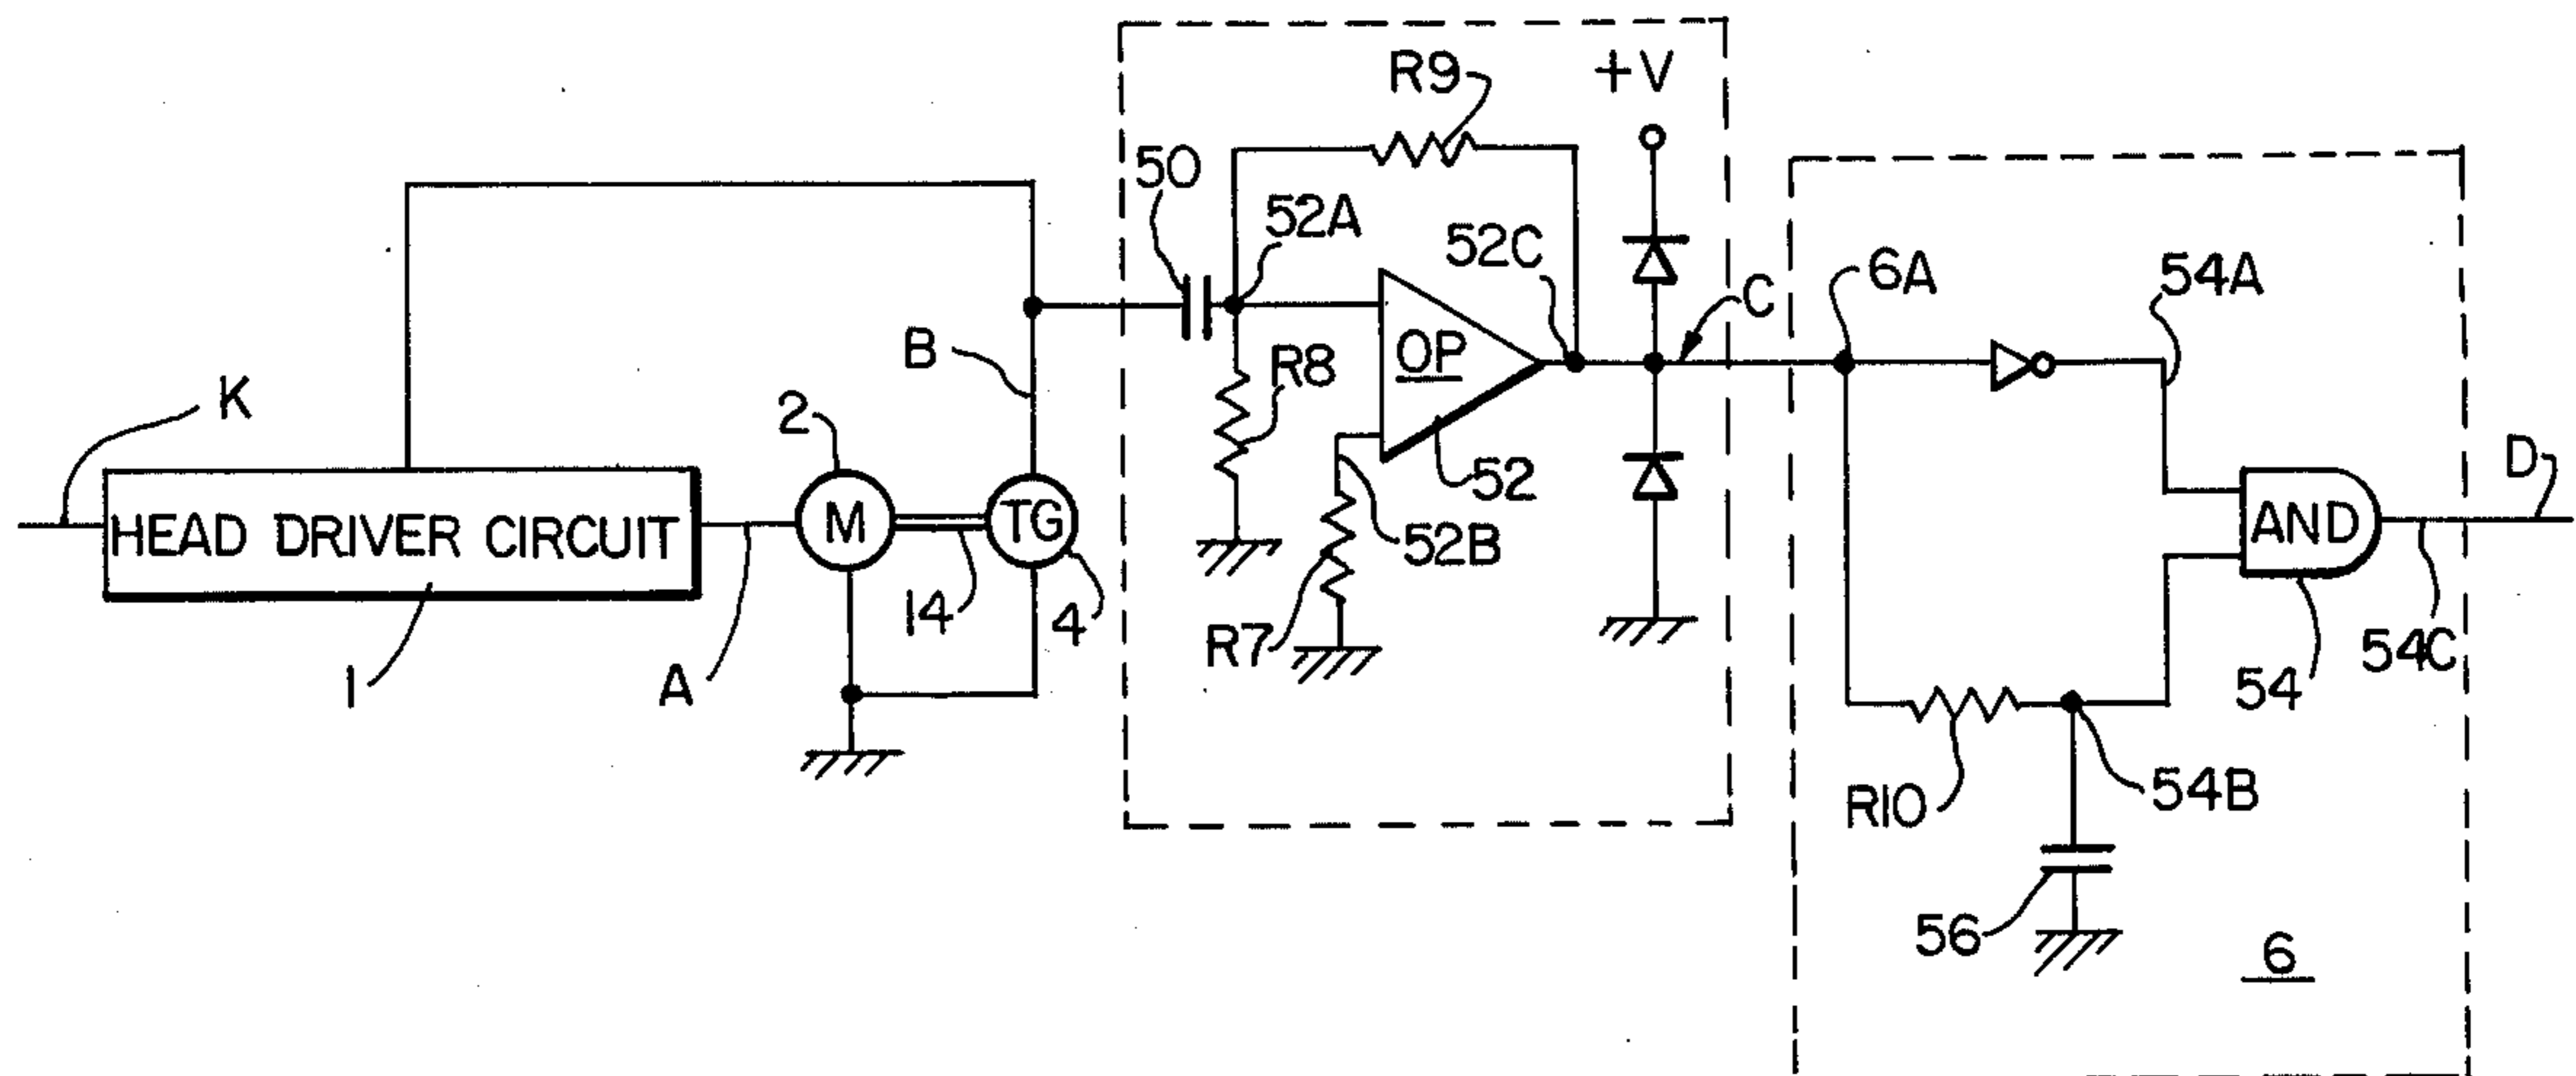 R9
+V
50
52A
52C
6A
54A
C
B
OP
R8
K
2
52
D
HEAD DRIVER CIRCUIT
M
TG
52B
AND
14
4
R7
54C
1
A
54
R10
54B
56
6